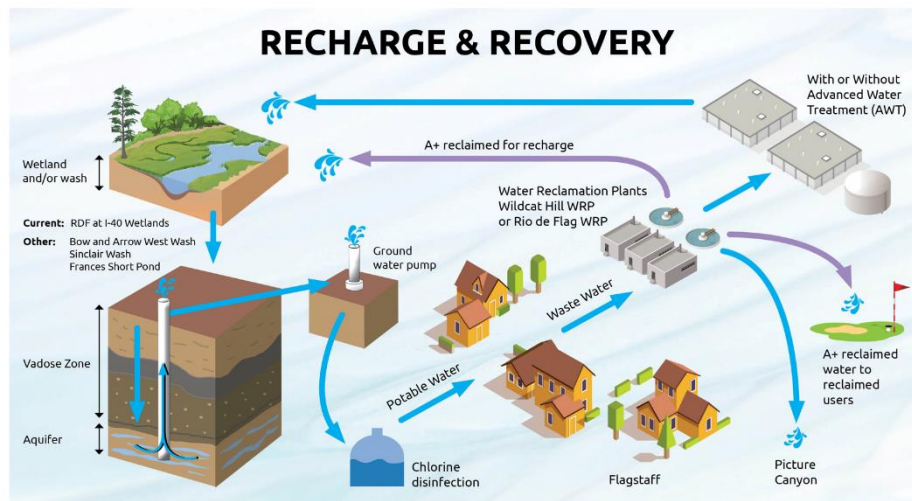 RECHARGE & RECOVERY
With or Without
Advanced Water
Treatment (AWT)
A+ reclaimed for recharge
Wetland
and/or wash
Water Reclamation Plants
Wildcat Hill WRP
or Rio de Flag WRP
Current: RDF at I-40 Wetlands
Other: Bow and Arrow West Wash
Sinclair Wash
Frances Short Pond
Ground
water pump
Waste Water
Vadose Zone
Potable Water
A+ reclaimed
water to
reclaimed
users
Aquifer
Chlorine
disinfection
Flagstaff
Picture
Canyon